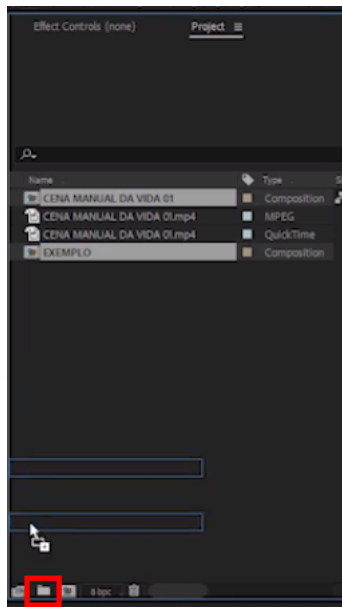 Effect Controls (none) Project
Name Type S
CENA MANUAL DA VIDA 01 Composition
CENA MANUAL DA VIDA 01.mp4 MPEG
CENA MANUAL DA VIDA 01.mp4 QuickTime
EXEMPLO Composition
8 bpc